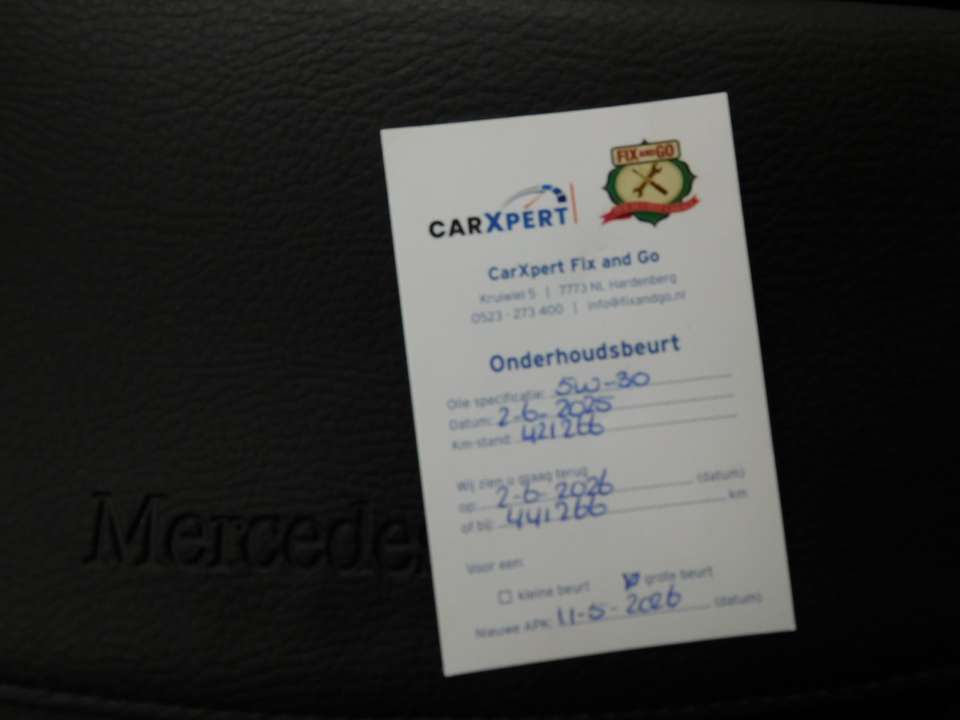 FIX AND GO
CARXPERT
CarXpert Fix and Go
Kruiwiel 5 | 7773 NL Hardenberg
0523 - 273 400 | info@fixandgo.nl
Onderhoudsbeurt
Olie specificatie: 5W-30
Datum: 2-6-2025
Km-stand: 421266
Wij zien u graag terug
op: 2-6-2026 (datum)
of bij: 441266 km
Voor een:
kleine beurt grote beurt
Nieuwe APK: 11-5-2026 (datum)
Mercedes